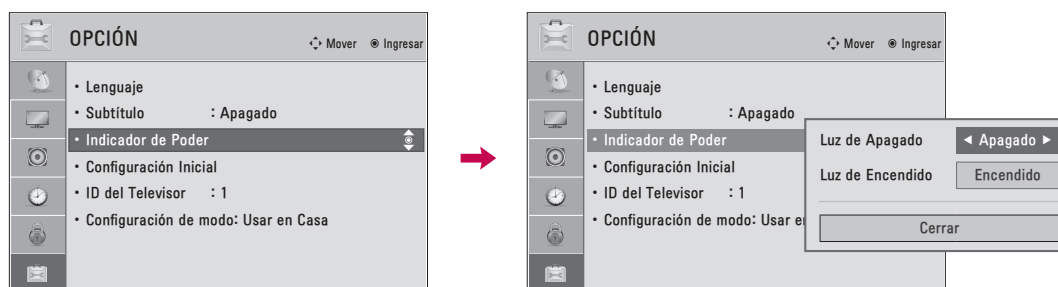 OPCIÓN
Mover Ingresar
• Lenguaje
• Subtítulo : Apagado
• Indicador de Poder
• Configuración Inicial
• ID del Televisor : 1
• Configuración de modo: Usar en Casa
OPCIÓN
Mover Ingresar
• Lenguaje
• Subtítulo : Apagado
• Indicador de Poder
• Configuración Inicial
• ID del Televisor : 1
• Configuración de modo: Usar en
Luz de Apagado ◄ Apagado ►
Luz de Encendido Encendido
Cerrar